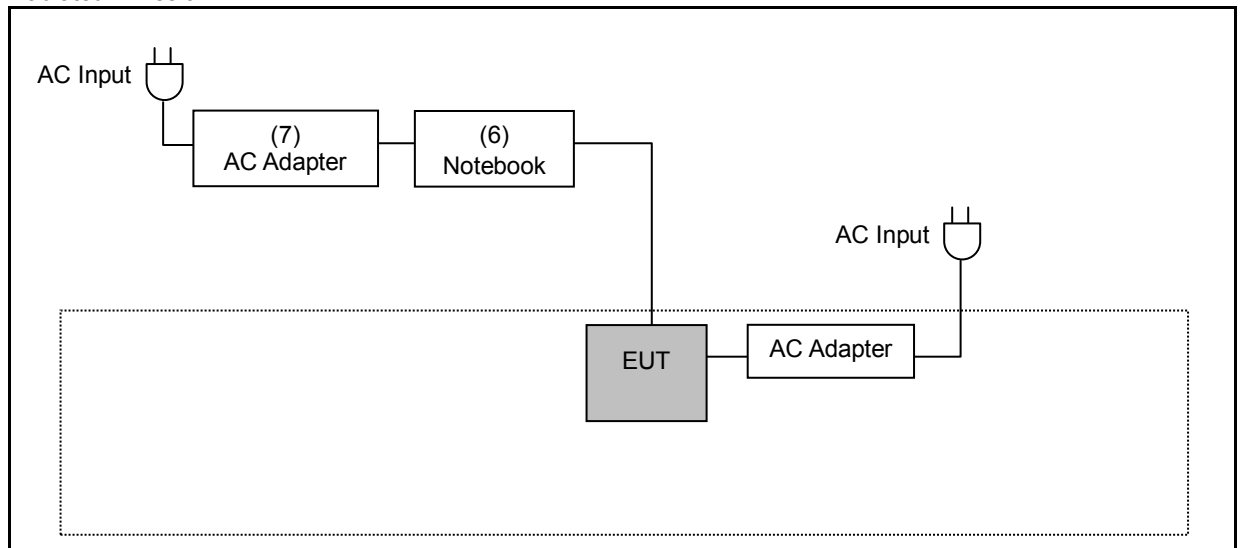 AC Input
(7)
AC Adapter
(6)
Notebook
AC Input
EUT
AC Adapter